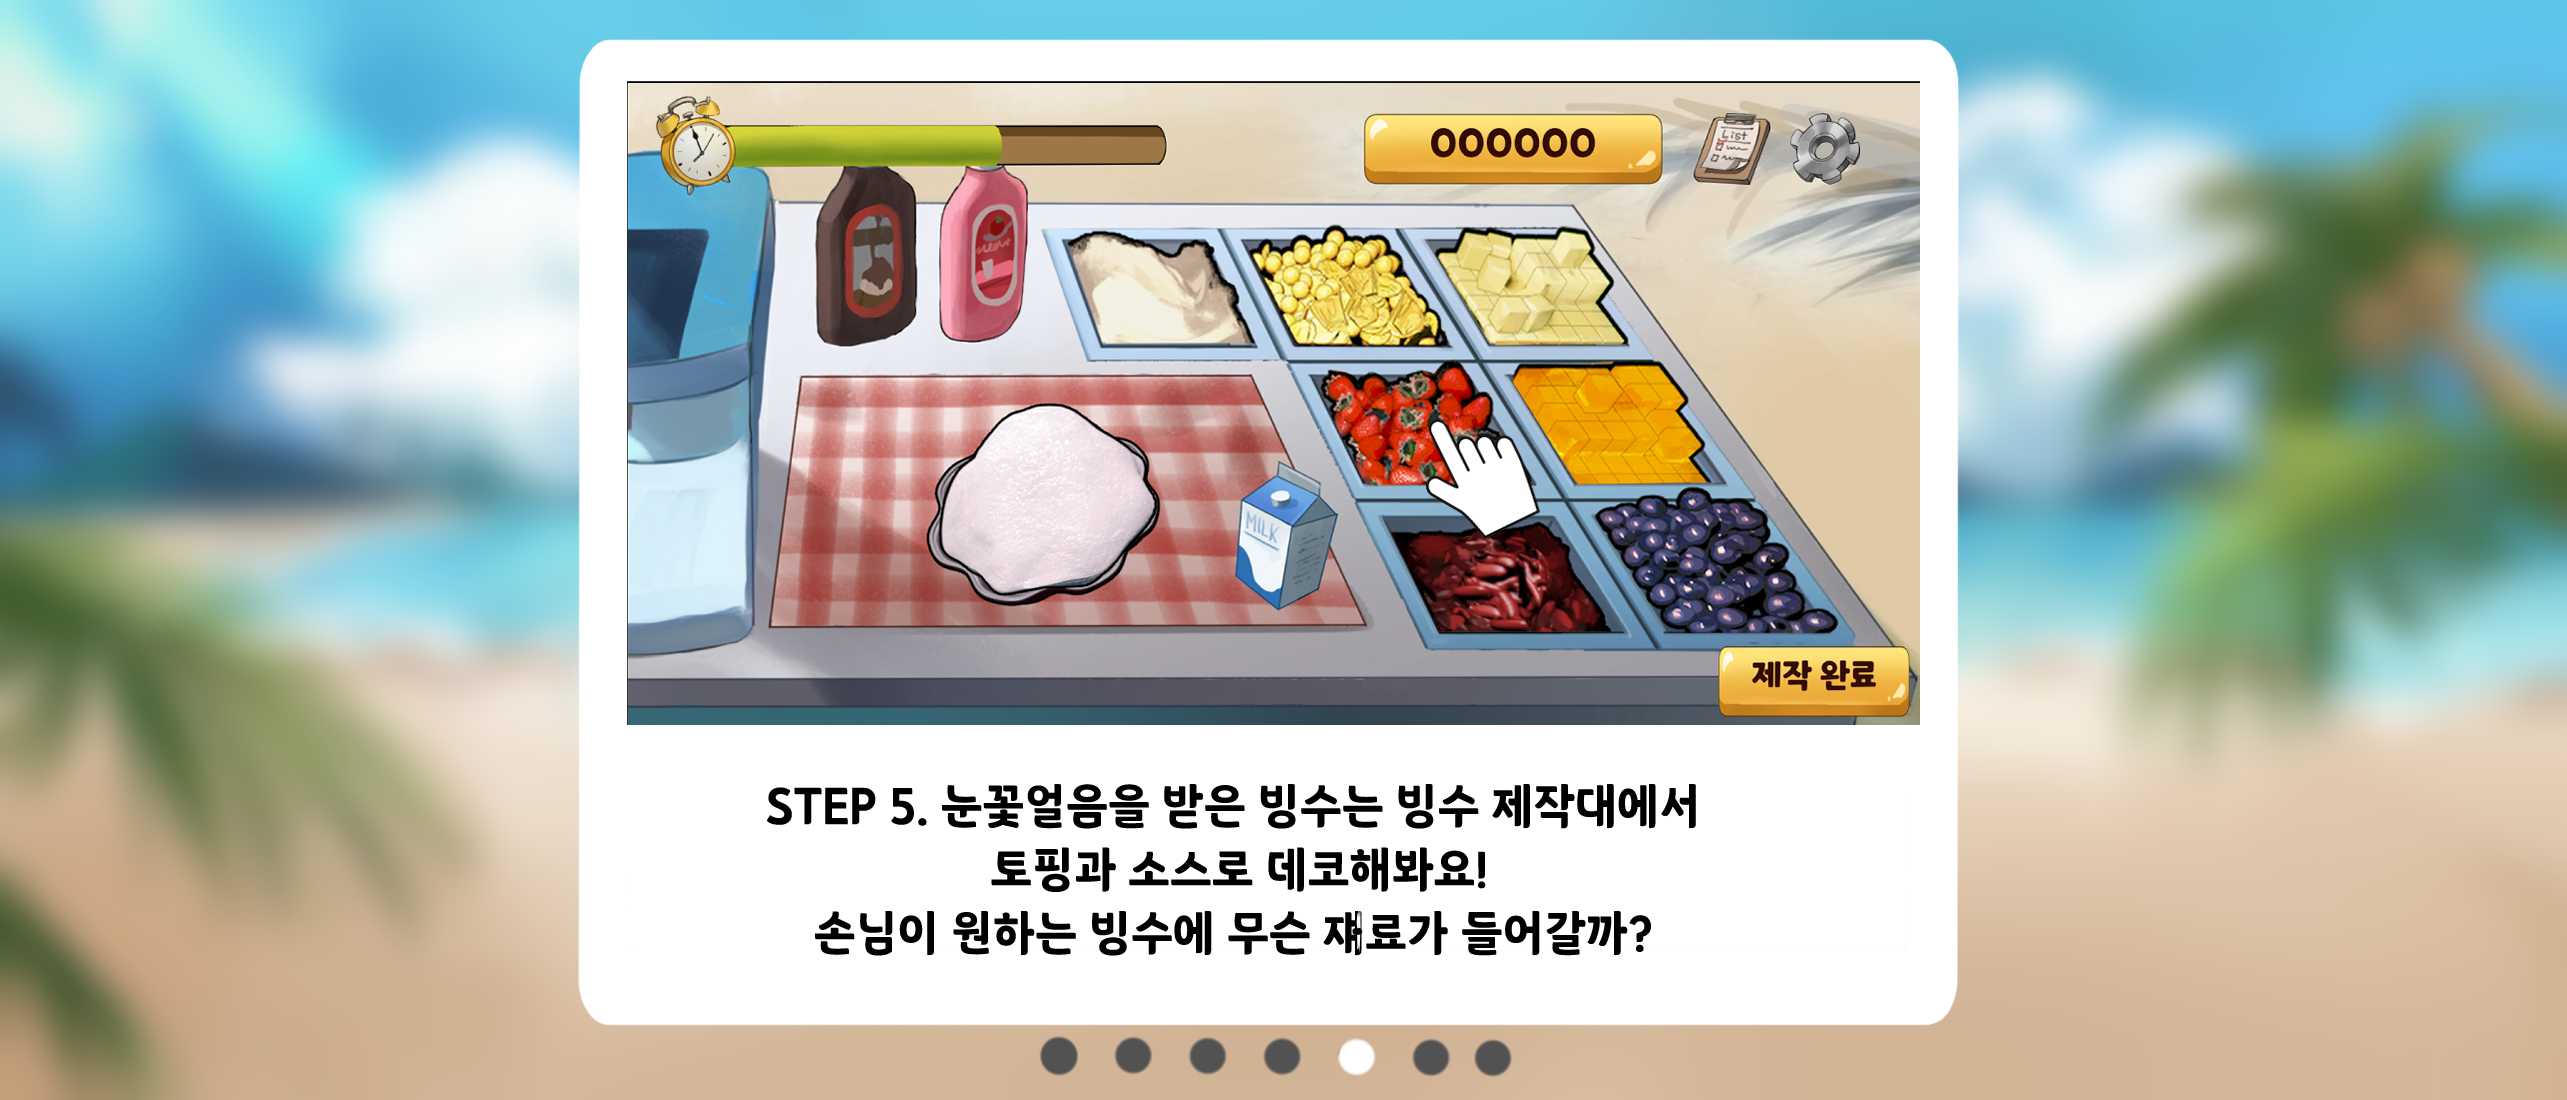 OOOOOO
List
MILK
제작 완료
STEP 5. 눈꽃얼음을 받은 빙수는 빙수 제작대에서
토핑과 소스로 데코해봐요!
손님이 원하는 빙수에 무슨 재료가 들어갈까?